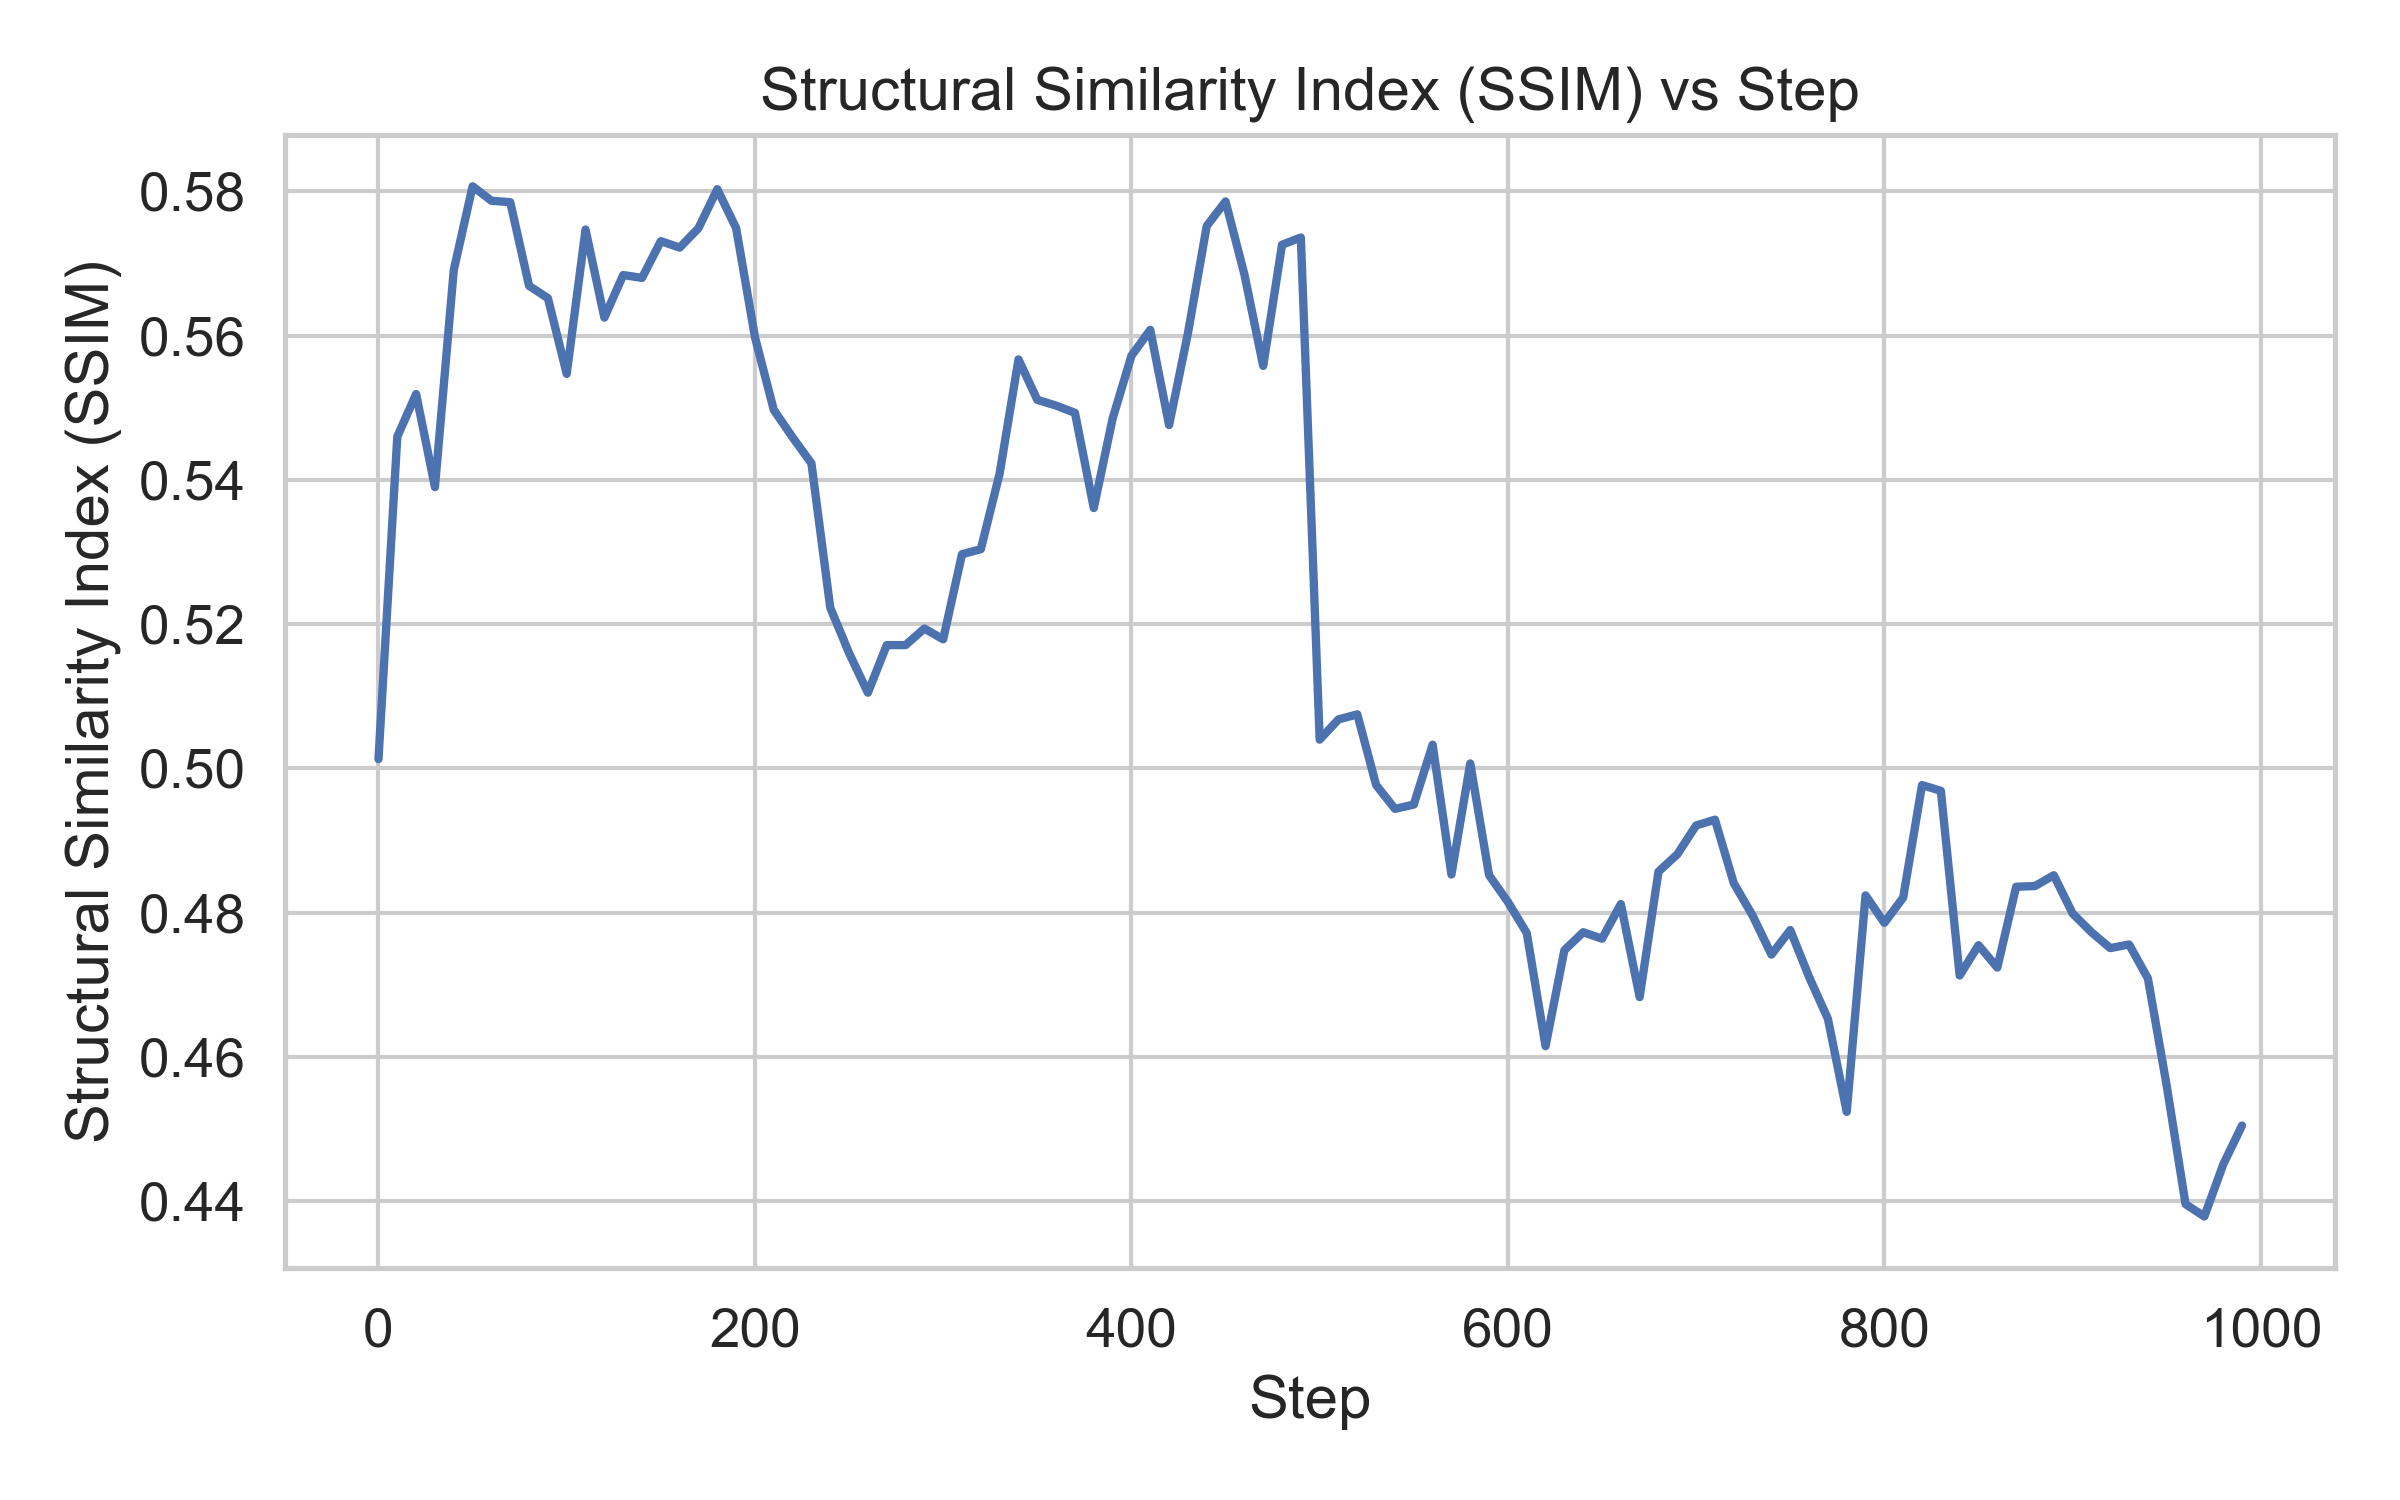 Structural Similarity Index (SSIM) vs Step
Structural Similarity Index (SSIM)
0.58
0.56
0.54
0.52
0.50
0.48
0.46
0.44
0 200 400 600 800 1000
Step